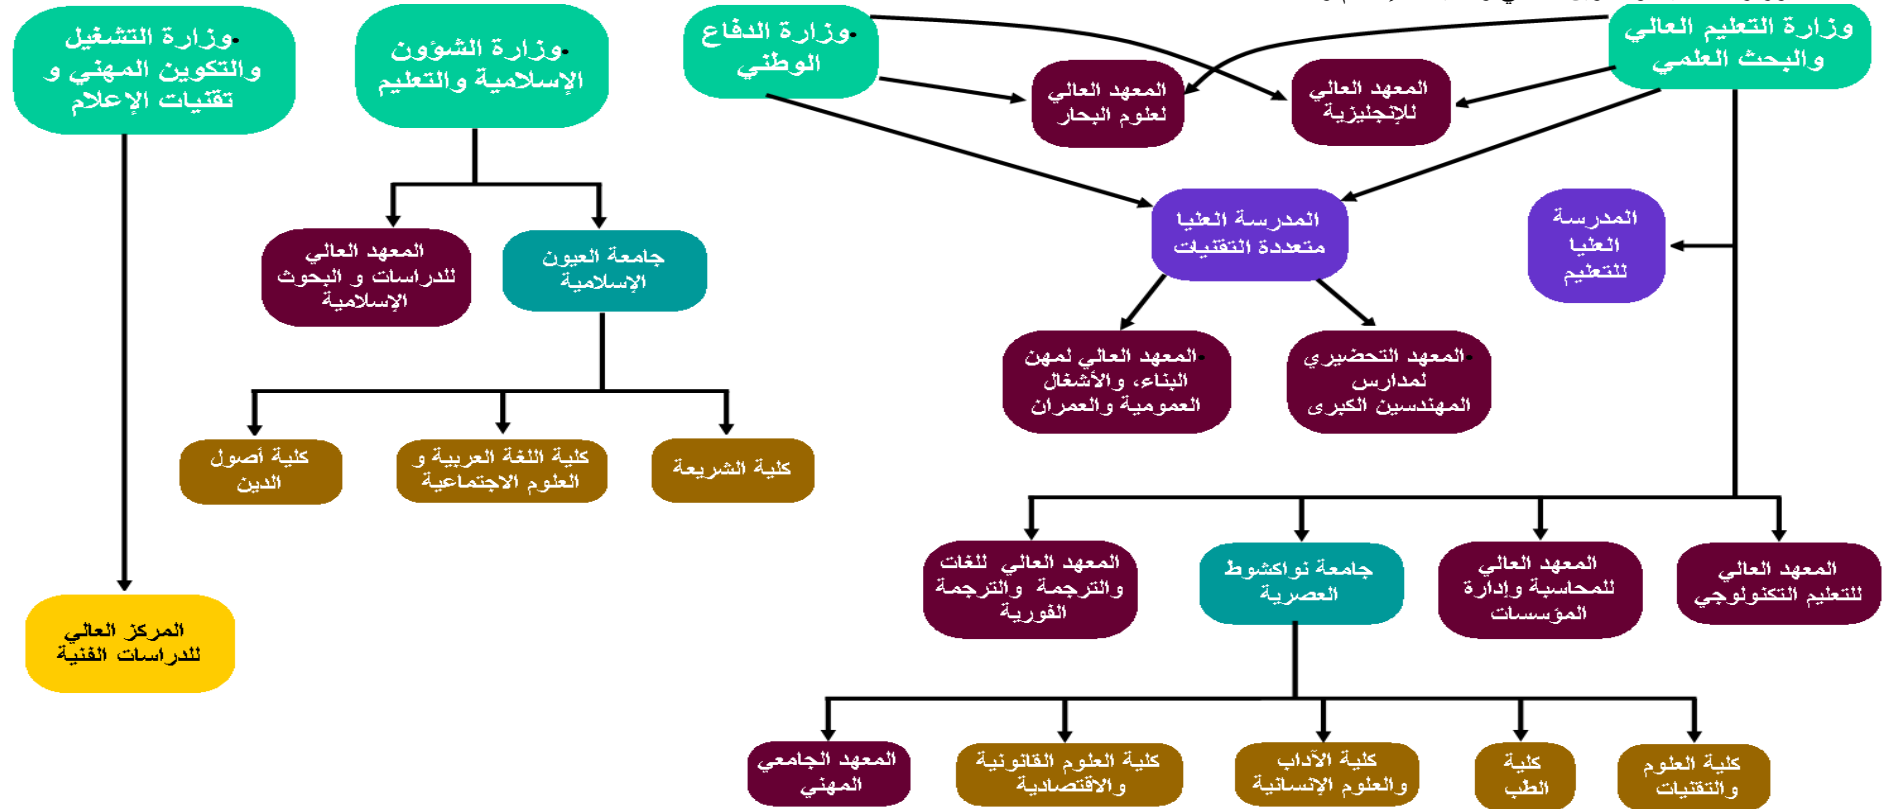 وزارة التعليم العالي
والبحث العلمي
•وزارة الدفاع
الوطني
•وزارة الشؤون
الإسلامية والتعليم
•وزارة التشغيل
والتكوين المهني و
تقنيات الإعلام
المعهد العالي
للإنجليزية
المعهد العالي
لعلوم البحار
المدرسة
العليا
للتعليم
المدرسة العليا
متعددة التقنيات
جامعة العيون
الإسلامية
المعهد العالي
للدراسات و البحوث
الإسلامية
•المعهد التحضيري
لمدارس
المهندسين الكبرى
•المعهد العالي لمهن
البناء، والأشغال
العمومية والعمران
كلية الشريعة
كلية اللغة العربية و
العلوم الاجتماعية
كلية أصول
الدين
المعهد العالي
للتعليم التكنولوجي
المعهد العالي
للمحاسبة وإدارة
المؤسسات
جامعة نواكشوط
العصرية
المعهد العالي للغات
والترجمة والترجمة
الفورية
المركز العالي
للدراسات الفنية
كلية العلوم
والتقنيات
كلية
الطب
كلية الآداب
والعلوم الإنسانية
كلية العلوم القانونية
والاقتصادية
المعهد الجامعي
المهني